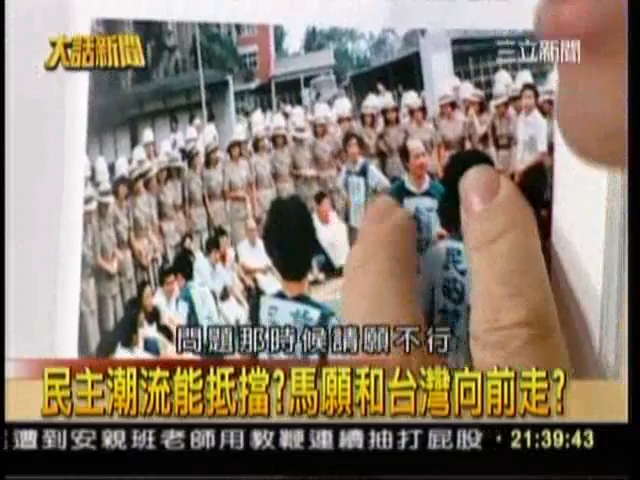 大話新聞
三立新聞
問題那時候請願不行
民主潮流能抵擋?馬願和台灣向前走?
遭到安親班老師用教鞭連續抽打屁股。 21:39:43